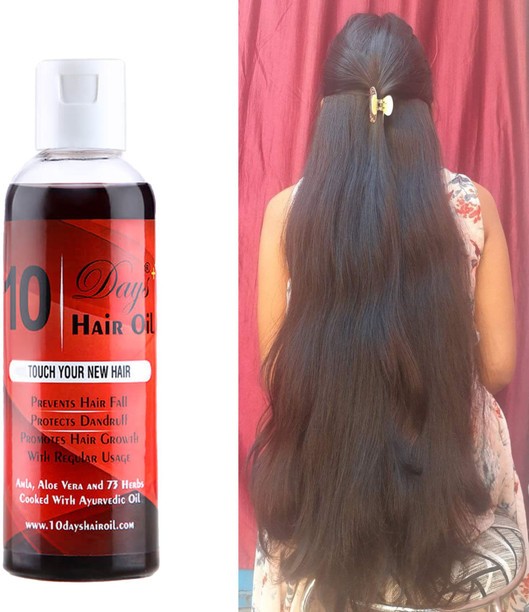 10 Days®
Hair Oil
TOUCH YOUR NEW HAIR
Prevents Hair Fall
Protects Dandruff
Promotes Hair Growth
With Regular Usage
Amla, Aloe Vera and 73 Herbs
Cooked With Ayurvedic Oil
www.10dayshairoil.com